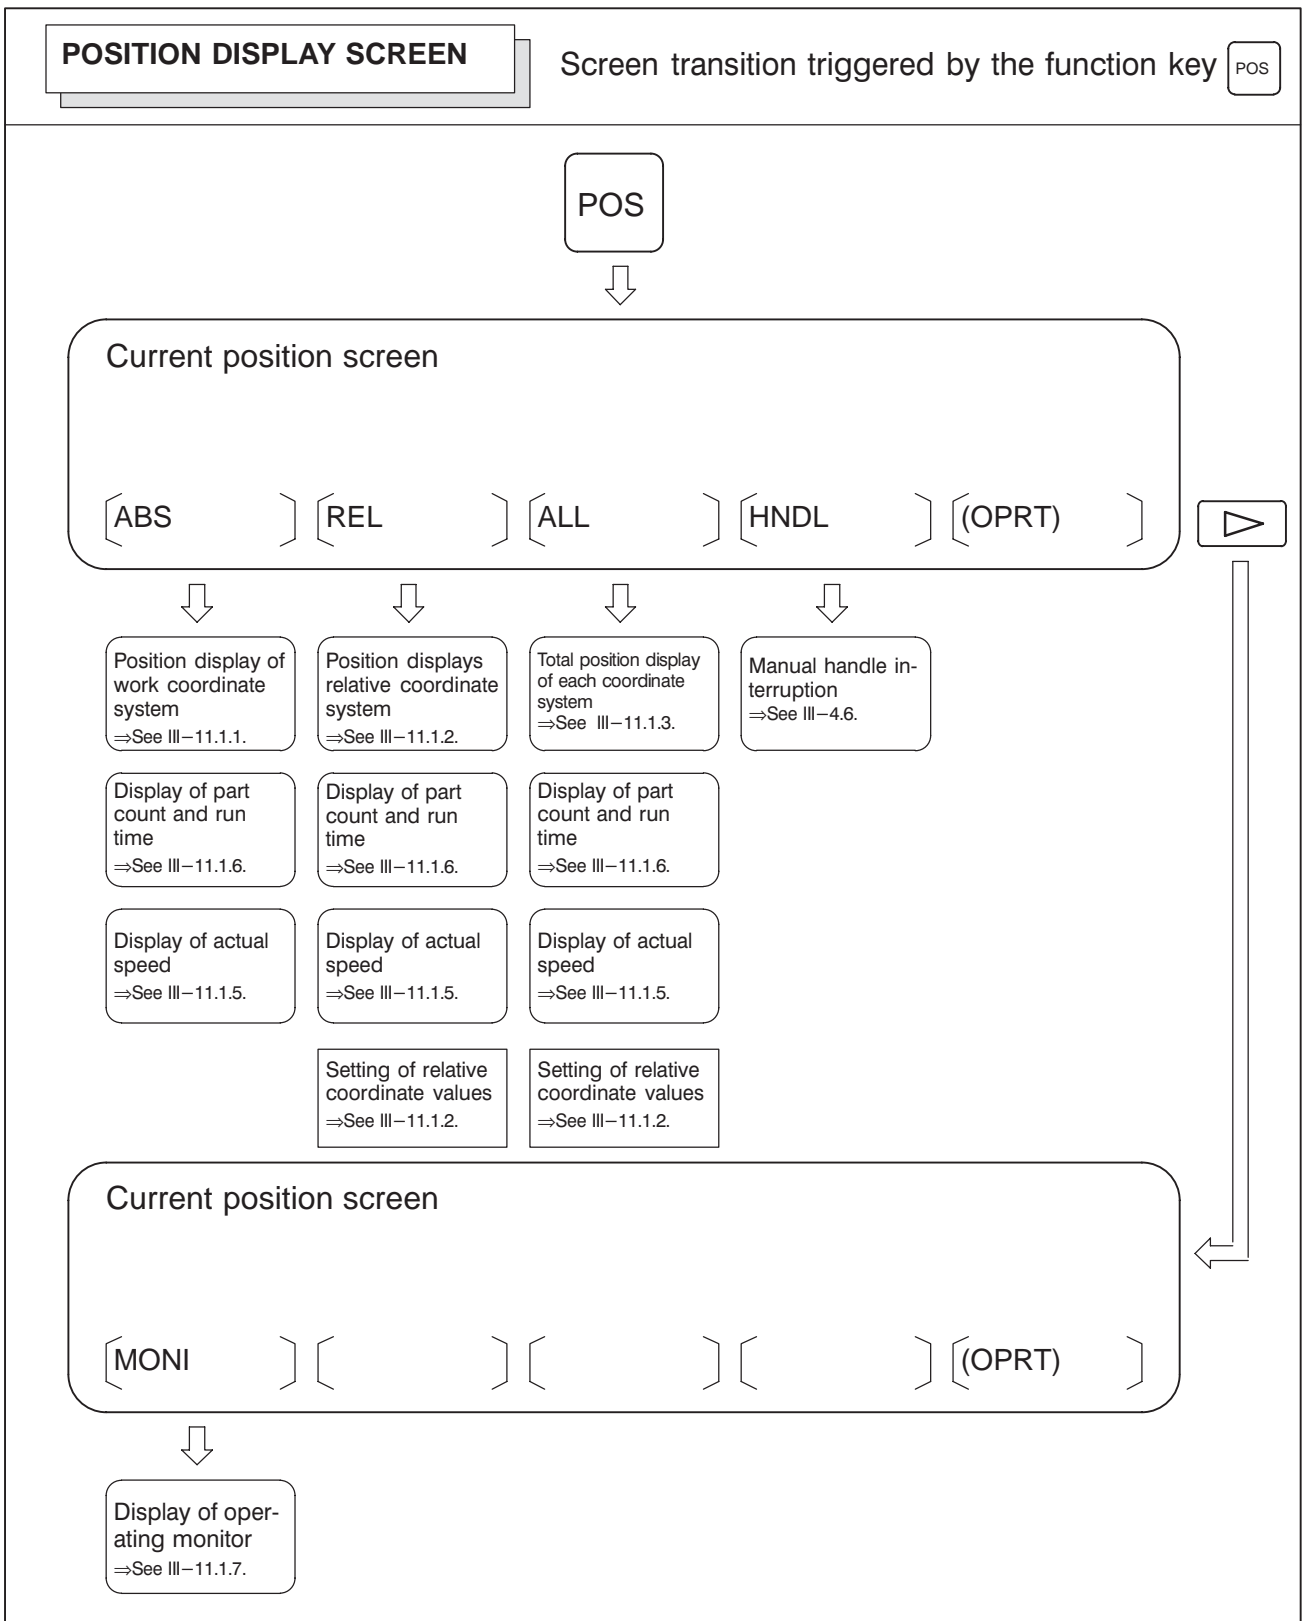 POSITION DISPLAY SCREEN
Screen transition triggered by the function key POS
POS
Current position screen
ABS
REL
ALL
HNDL
(OPRT)
Position display of
work coordinate
system
⇒See III−11.1.1.
Position displays
relative coordinate
system
⇒See III−11.1.2.
Total position display
of each coordinate
system
⇒See III−11.1.3.
Manual handle in-
terruption
⇒See III−4.6.
Display of part
count and run
time
⇒See III−11.1.6.
Display of part
count and run
time
⇒See III−11.1.6.
Display of part
count and run
time
⇒See III−11.1.6.
Display of actual
speed
⇒See III−11.1.5.
Display of actual
speed
⇒See III−11.1.5.
Display of actual
speed
⇒See III−11.1.5.
Setting of relative
coordinate values
⇒See III−11.1.2.
Setting of relative
coordinate values
⇒See III−11.1.2.
Current position screen
MONI
(OPRT)
Display of oper-
ating monitor
⇒See III−11.1.7.